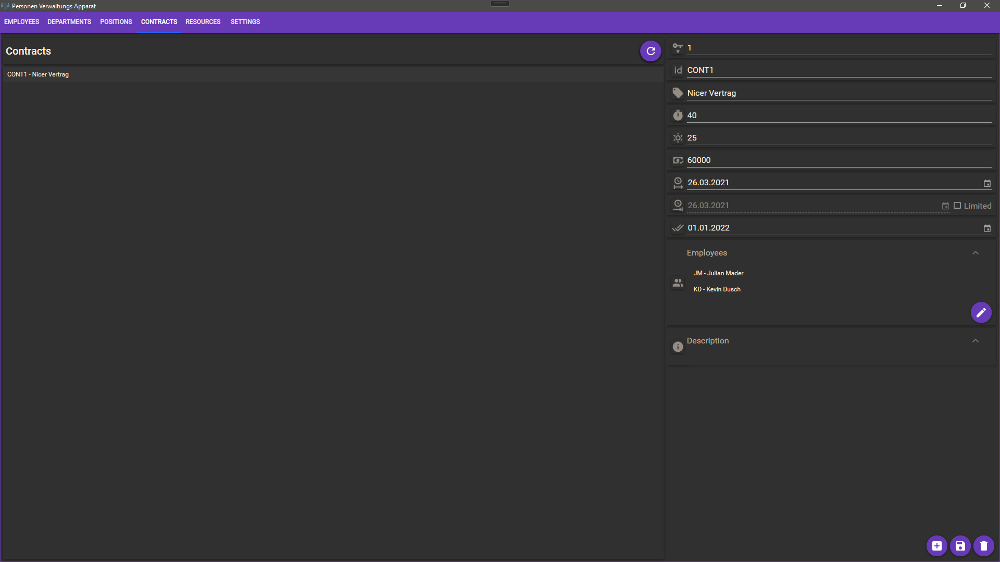 Personen Verwaltungs Apparat
EMPLOYEES DEPARTMENTS POSITIONS CONTRACTS RESOURCES SETTINGS
Contracts
CONT1 - Nicer Vertrag
1
id CONT1
Nicer Vertrag
40
25
60000
26.03.2021
26.03.2021 Limited
01.01.2022
Employees
JM - Julian Mader
KD - Kevin Dusch
Description